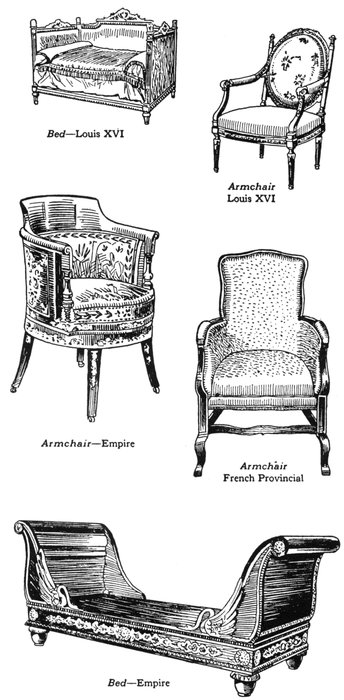 Bed—Louis XVI
Armchair
Louis XVI
Armchair—Empire
Armchair
French Provincial
Bed—Empire